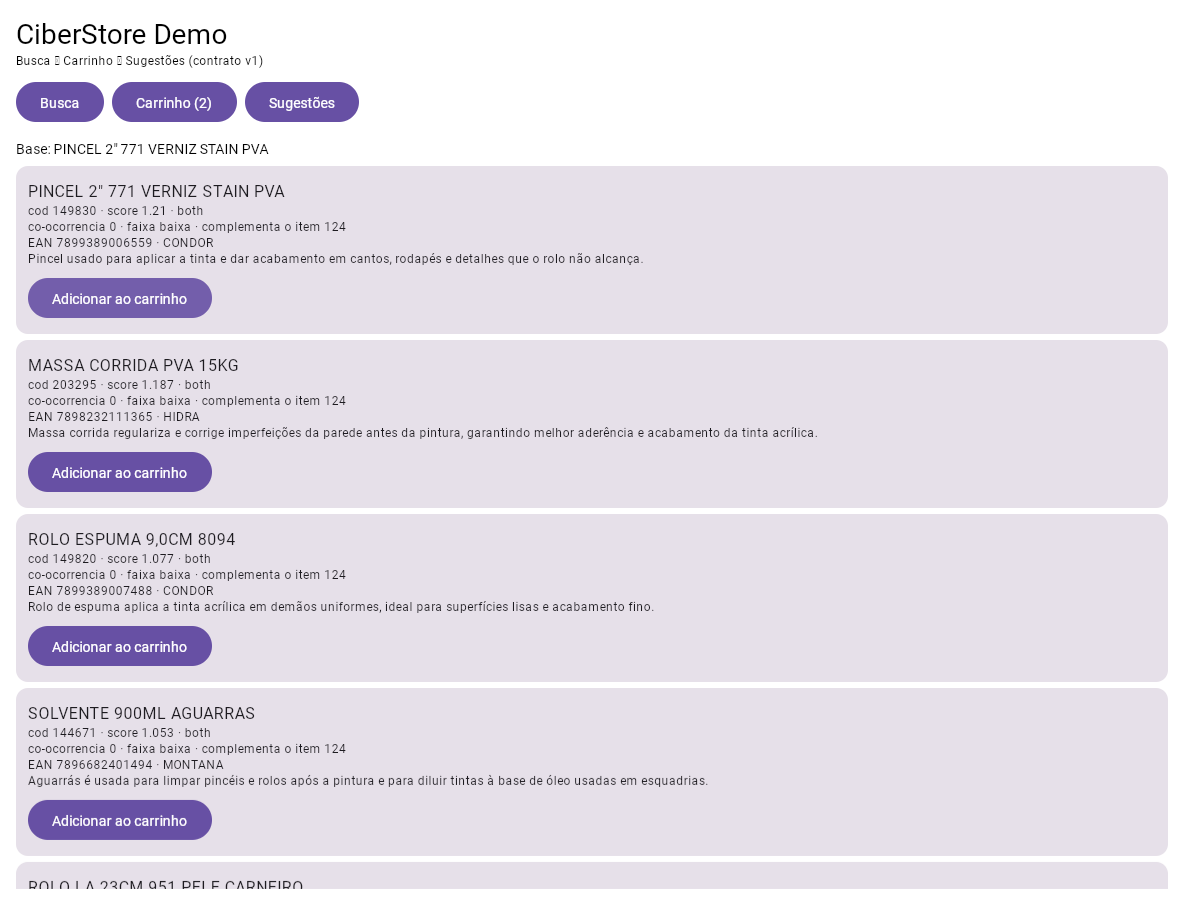 CiberStore Demo
Busca Carrinho Sugestões (contrato v1)
Busca
Carrinho (2)
Sugestões
Base: PINCEL 2" 771 VERNIZ STAIN PVA
PINCEL 2" 771 VERNIZ STAIN PVA
cod 149830 · score 1.21 · both
co-ocorrencia 0 · faixa baixa · complementa o item 124
EAN 7899389006559 · CONDOR
Pincel usado para aplicar a tinta e dar acabamento em cantos, rodapés e detalhes que o rolo não alcança.
Adicionar ao carrinho
MASSA CORRIDA PVA 15KG
cod 203295 · score 1.187 · both
co-ocorrencia 0 · faixa baixa · complementa o item 124
EAN 7898232111365 · HIDRA
Massa corrida regulariza e corrige imperfeições da parede antes da pintura, garantindo melhor aderência e acabamento da tinta acrílica.
Adicionar ao carrinho
ROLO ESPUMA 9,0CM 8094
cod 149820 · score 1.077 · both
co-ocorrencia 0 · faixa baixa · complementa o item 124
EAN 7899389007488 · CONDOR
Rolo de espuma aplica a tinta acrílica em demãos uniformes, ideal para superfícies lisas e acabamento fino.
Adicionar ao carrinho
SOLVENTE 900ML AGUARRAS
cod 144671 · score 1.053 · both
co-ocorrencia 0 · faixa baixa · complementa o item 124
EAN 7896682401494 · MONTANA
Aguarrás é usada para limpar pincéis e rolos após a pintura e para diluir tintas à base de óleo usadas em esquadrias.
Adicionar ao carrinho
ROLO LA 23CM 951 PELE CARNEIRO